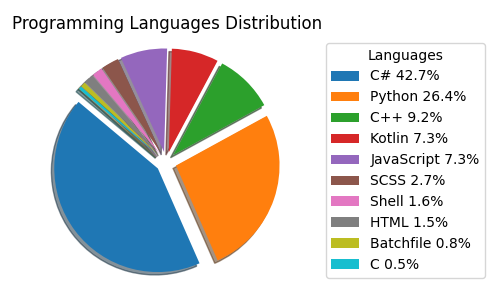 Programming Languages Distribution
Languages
C# 42.7%
Python 26.4%
C++ 9.2%
Kotlin 7.3%
JavaScript 7.3%
SCSS 2.7%
Shell 1.6%
HTML 1.5%
Batchfile 0.8%
C 0.5%